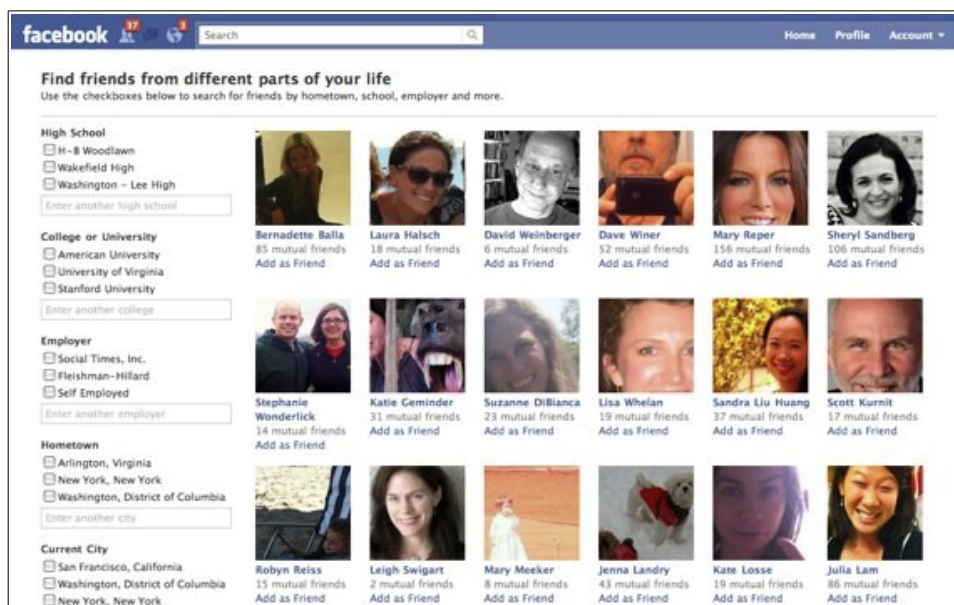 facebook 37 3 Search Home Profile Account
Find friends from different parts of your life
Use the checkboxes below to search for friends by hometown, school, employer and more.
High School
H-B Woodlawn
Wakefield High
Washington - Lee High
Enter another high school
College or University
American University
University of Virginia
Stanford University
Enter another college
Employer
Social Times, Inc.
Fleishman-Hillard
Self Employed
Enter another employer
Hometown
Arlington, Virginia
New York, New York
Washington, District of Columbia
Enter another city
Current City
San Francisco, California
Washington, District of Columbia
New York, New York
Bernadette Balla Laura Halsch David Weinberger Dave Winer Mary Reper Sheryl Sandberg
85 mutual friends 18 mutual friends 6 mutual friends 52 mutual friends 156 mutual friends 106 mutual friends
Add as Friend Add as Friend Add as Friend Add as Friend Add as Friend Add as Friend
Stephanie Katie Geminder Suzanne DiBianca Lisa Whelan Sandra Liu Huang Scott Kurnit
Wonderlick 31 mutual friends 23 mutual friends 19 mutual friends 37 mutual friends 17 mutual friends
14 mutual friends Add as Friend Add as Friend Add as Friend Add as Friend Add as Friend
Add as Friend
Robyn Reiss Leigh Swigart Mary Meeker Jenna Landry Kate Losse Julia Lam
15 mutual friends 2 mutual friends 8 mutual friends 43 mutual friends 19 mutual friends 86 mutual friends
Add as Friend Add as Friend Add as Friend Add as Friend Add as Friend Add as Friend